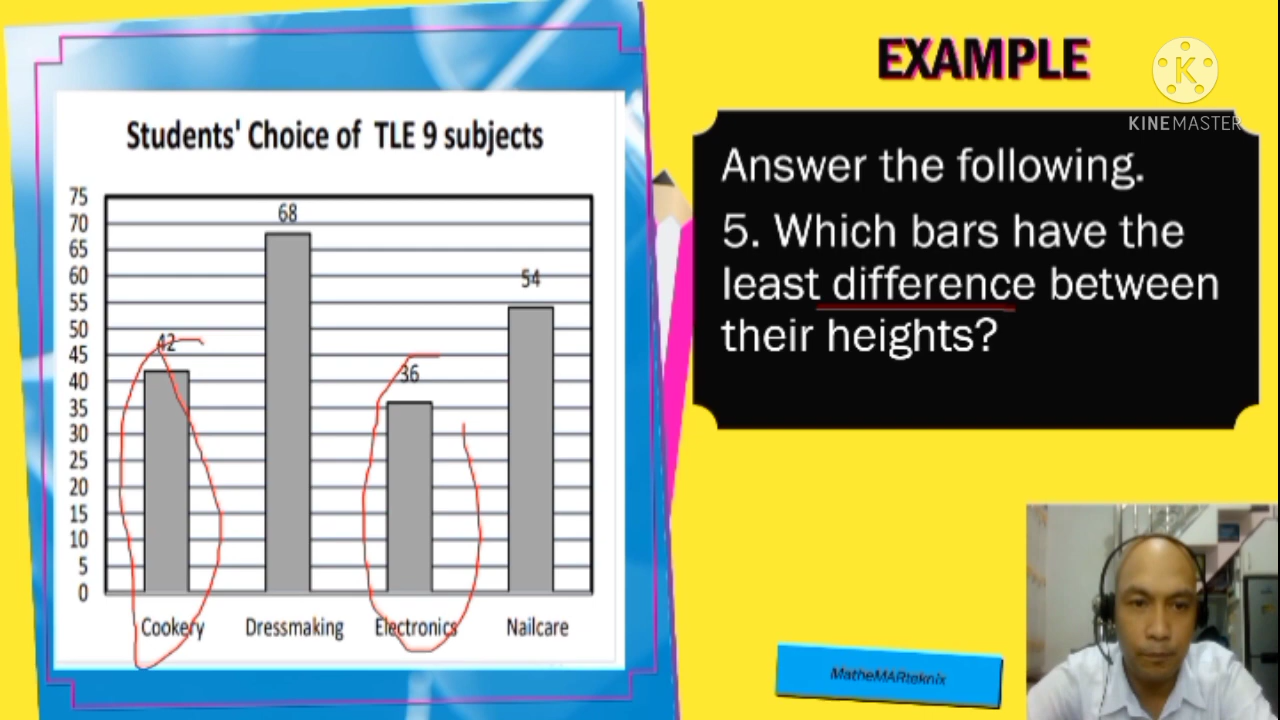 EXAMPLE
K
KINEMASTER
Students' Choice of TLE 9 subjects
75
70
65
60
55
50
45
40
35
30
25
20
15
10
5
0
42
68
36
54
Cookery
Dressmaking
Electronics
Nailcare
Answer the following.
5. Which bars have the
least difference between
their heights?
MatheMARteknix